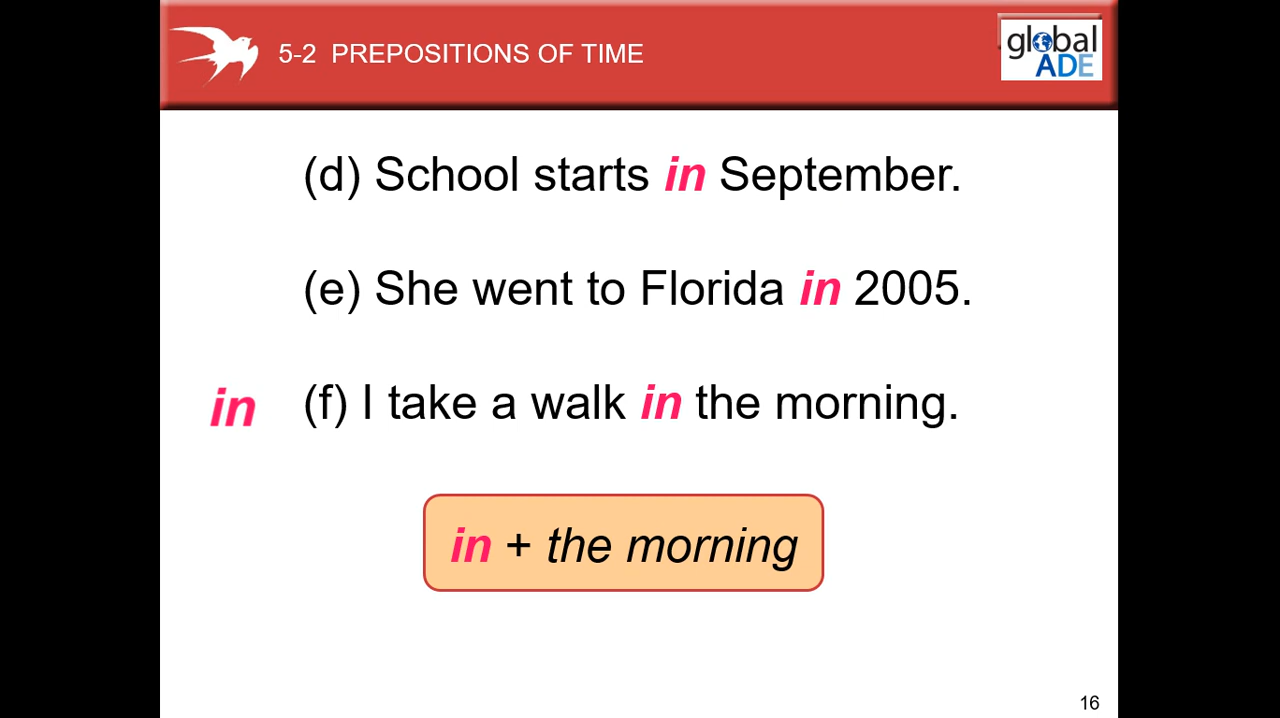 5-2 PREPOSITIONS OF TIME
global
ADE
(d) School starts in September.
(e) She went to Florida in 2005.
in (f) I take a walk in the morning.
in + the morning
16